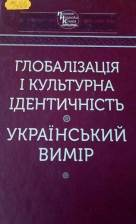 ГЛОБАЛІЗАЦІЯ
І КУЛЬТУРНА
ІДЕНТИЧНІСТЬ
УКРАЇНСЬКИЙ
ВИМІР